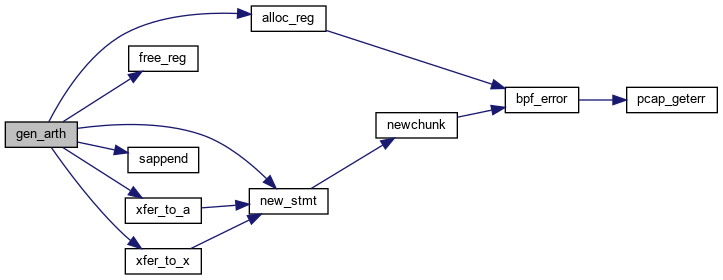 alloc_reg
free_reg
bpf_error
pcap_geterr
newchunk
gen_arth
sappend
new_stmt
xfer_to_a
xfer_to_x